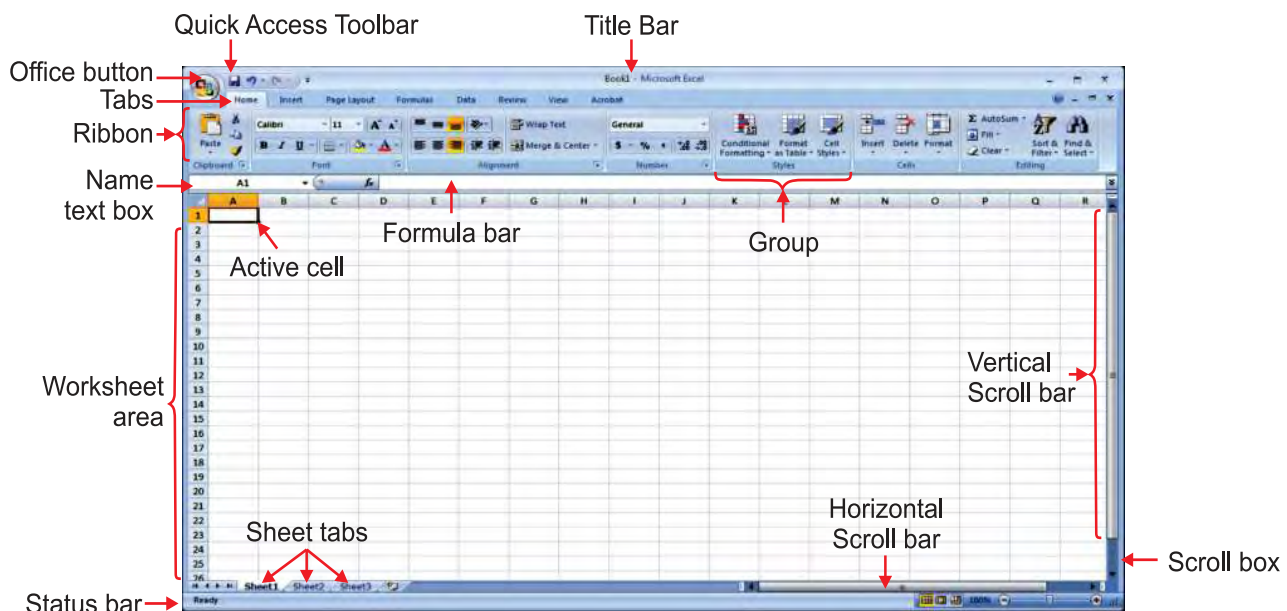 Quick Access Toolbar
Title Bar
Office button
Book1 - Microsoft Excel
Tabs
Home Insert Page Layout Formulas Data Review View Acrobat
Ribbon
Paste
Calibri 11
Wrap Text
General
Merge & Center
B I U
$ % ,
Conditional Formatting
Format as Table
Cell Styles
Insert Delete Format
Σ AutoSum
Fill
Clear
Sort & Filter
Find & Select
Clipboard Font Alignment Number Styles Cells Editing
Name
text box
A1
fx
A B C D E F G H I J K L M N O P Q R
Formula bar
Group
Active cell
1
2
3
4
5
6
7
8
9
10
11
12
13
14
15
16
17
18
19
20
21
22
23
24
25
26
Worksheet
area
Vertical
Scroll bar
Horizontal
Scroll bar
Sheet tabs
Scroll box
Sheet1 Sheet2 Sheet3
Status bar
Ready
100%